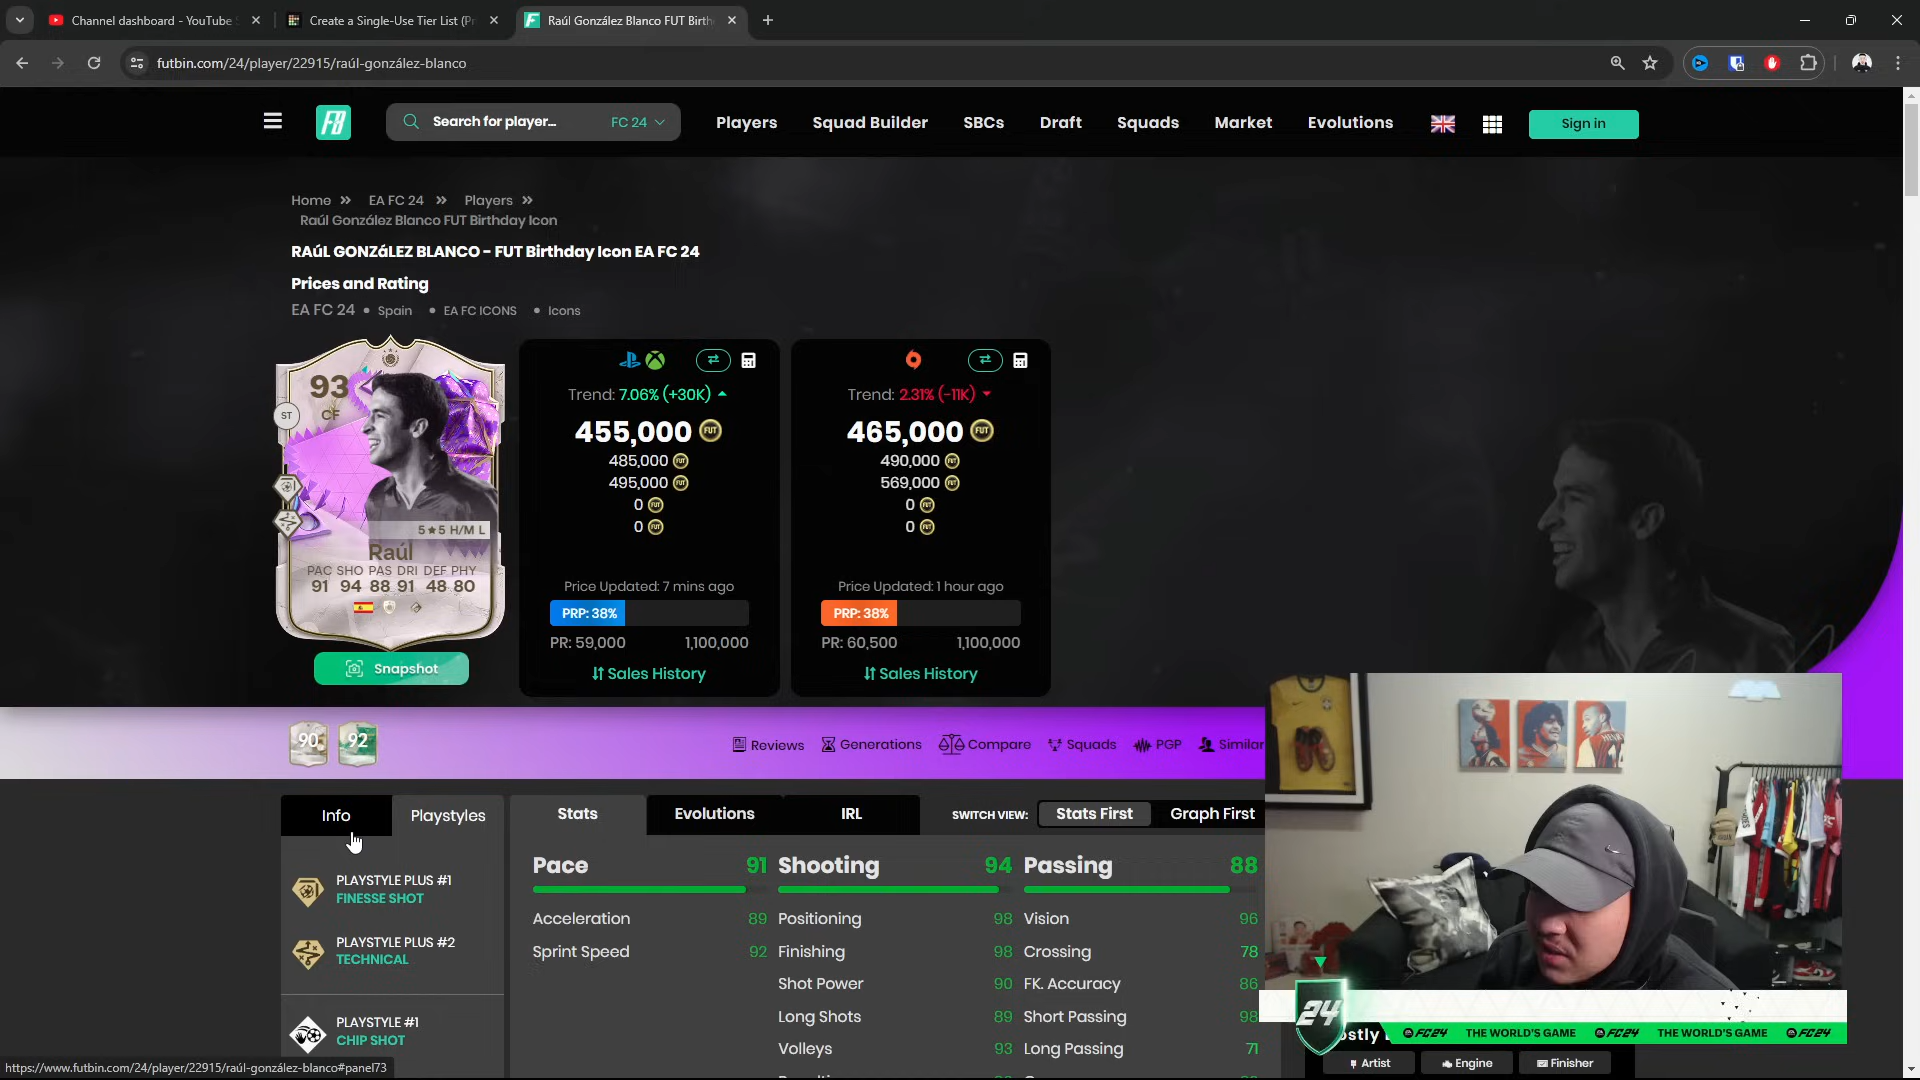 Channel dashboard - YouTube
Create a Single-Use Tier List (Pr
Raúl González Blanco FUT Birth
futbin.com/24/player/22915/raúl-gonzález-blanco
Search for player...
FC 24
Players
Squad Builder
SBCs
Draft
Squads
Market
Evolutions
Sign in
Home » EA FC 24 » Players »
Raúl González Blanco FUT Birthday Icon
RAúL GONZáLEZ BLANCO - FUT Birthday Icon EA FC 24
Prices and Rating
EA FC 24 • Spain • EA FC ICONS • Icons
93
CF
ST
5★5 H/M L
Raúl
PAC SHO PAS DRI DEF PHY
91 94 88 91 48 80
Snapshot
Trend: 7.06% (+30K)
455,000
485,000
495,000
0
0
Price Updated: 7 mins ago
PRP: 38%
PR: 59,000 1,100,000
Sales History
Trend: 2.31% (-11K)
465,000
490,000
569,000
0
0
Price Updated: 1 hour ago
PRP: 38%
PR: 60,500 1,100,000
Sales History
90 92
Reviews Generations Compare Squads PGP Similar
Info Playstyles
PLAYSTYLE PLUS #1
FINESSE SHOT
PLAYSTYLE PLUS #2
TECHNICAL
PLAYSTYLE #1
CHIP SHOT
Stats Evolutions IRL SWITCH VIEW: Stats First Graph First
Pace 91 Shooting 94 Passing 88
Acceleration 89 Positioning 98 Vision 96
Sprint Speed 92 Finishing 98 Crossing 78
Shot Power 90 FK. Accuracy 86
Long Shots 89 Short Passing 98
Volleys 93 Long Passing 71
24
EA FC24 THE WORLD'S GAME EA FC24 THE WORLD'S GAME EA FC24
Artist Engine Finisher
https://www.futbin.com/24/player/22915/raúl-gonzález-blanco#panel73